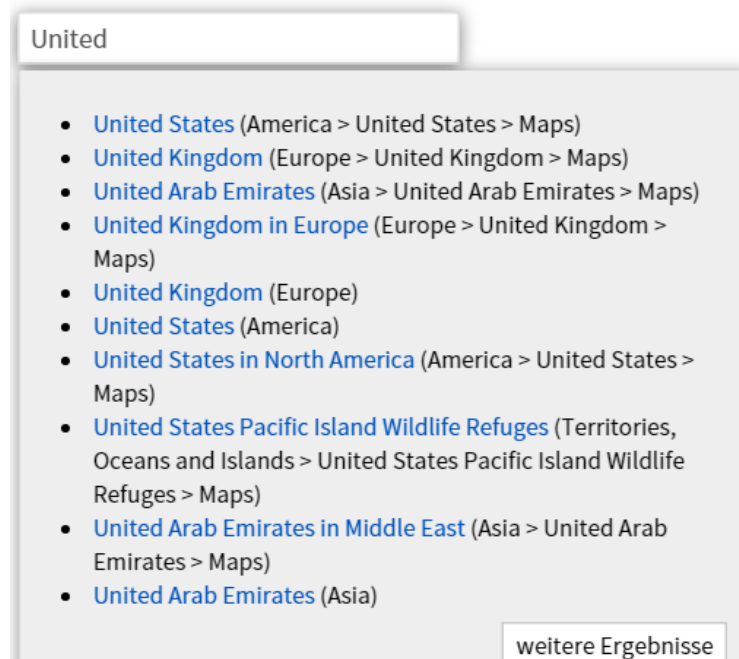 United
United States (America > United States > Maps)
United Kingdom (Europe > United Kingdom > Maps)
United Arab Emirates (Asia > United Arab Emirates > Maps)
United Kingdom in Europe (Europe > United Kingdom >
Maps)
United Kingdom (Europe)
United States (America)
United States in North America (America > United States >
Maps)
United States Pacific Island Wildlife Refuges (Territories,
Oceans and Islands > United States Pacific Island Wildlife
Refuges > Maps)
United Arab Emirates in Middle East (Asia > United Arab
Emirates > Maps)
United Arab Emirates (Asia)
weitere Ergebnisse